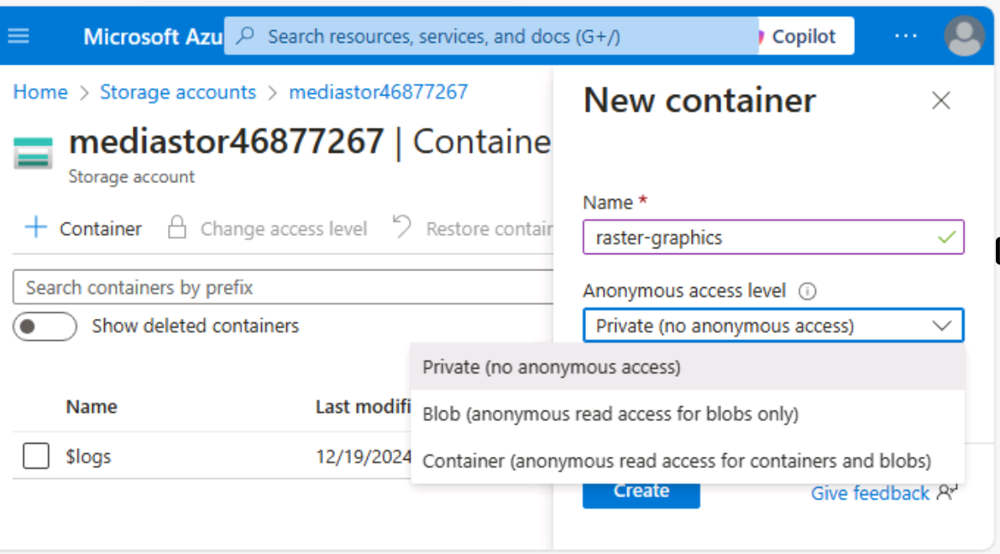 Microsoft Azu
Search resources, services, and docs (G+/)
Copilot
Home > Storage accounts > mediastor46877267
mediastor46877267 | Containe
Storage account
+ Container
Change access level
Restore contair
Search containers by prefix
Show deleted containers
Name
Last modifi
$logs
12/19/2024
New container
Name *
raster-graphics
Anonymous access level
Private (no anonymous access)
Private (no anonymous access)
Blob (anonymous read access for blobs only)
Container (anonymous read access for containers and blobs)
Create
Give feedback